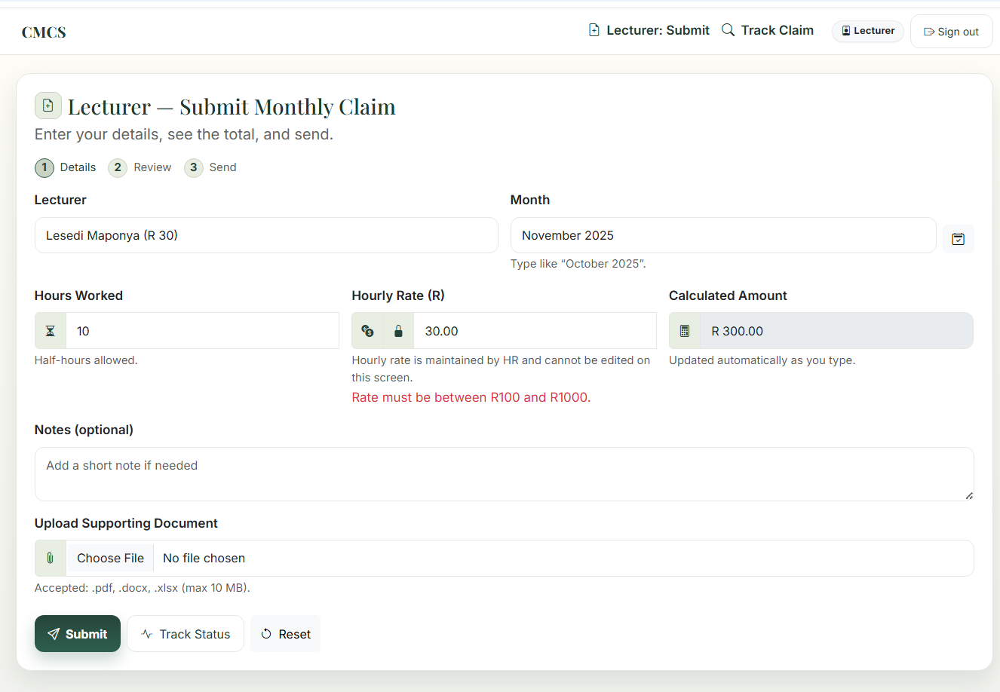 CMCS
Lecturer: Submit
Track Claim
Lecturer
Sign out
Lecturer — Submit Monthly Claim
Enter your details, see the total, and send.
1 Details 2 Review 3 Send
Lecturer
Lesedi Maponya (R 30)
Month
November 2025
Type like “October 2025”.
Hours Worked
10
Half-hours allowed.
Hourly Rate (R)
30.00
Hourly rate is maintained by HR and cannot be edited on
this screen.
Rate must be between R100 and R1000.
Calculated Amount
R 300.00
Updated automatically as you type.
Notes (optional)
Add a short note if needed
Upload Supporting Document
Choose File No file chosen
Accepted: .pdf, .docx, .xlsx (max 10 MB).
Submit
Track Status
Reset